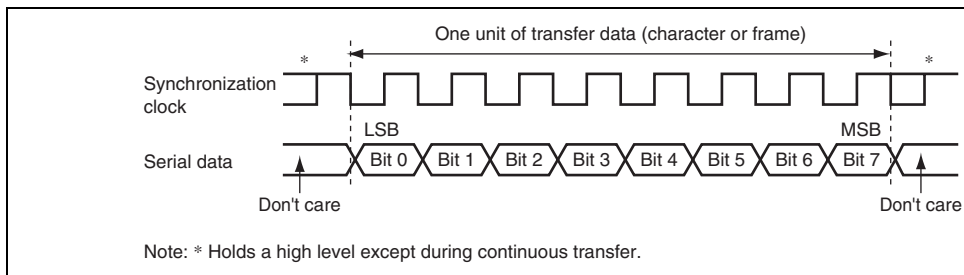 One unit of transfer data (character or frame)
* *
Synchronization
clock
LSB MSB
Serial data Bit 0 Bit 1 Bit 2 Bit 3 Bit 4 Bit 5 Bit 6 Bit 7
Don't care Don't care
Note: * Holds a high level except during continuous transfer.